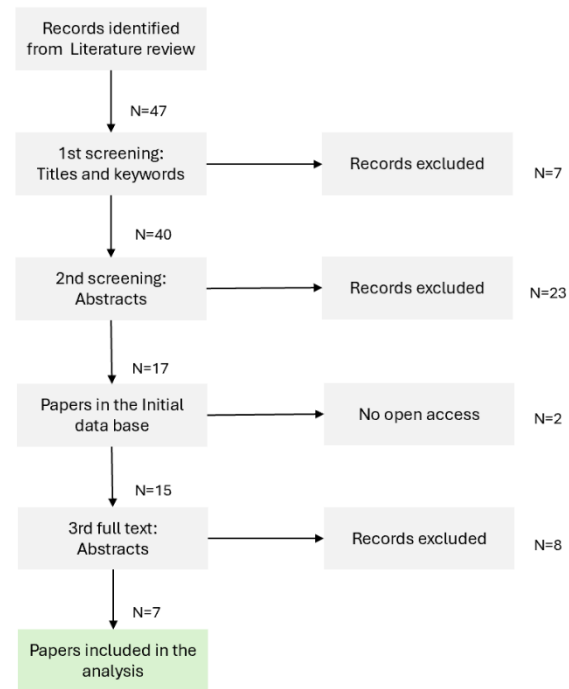 Records identified
from Literature review
N=47
1st screening:
Titles and keywords
Records excluded
N=7
N=40
2nd screening:
Abstracts
Records excluded
N=23
N=17
Papers in the Initial
data base
No open access
N=2
N=15
3rd full text:
Abstracts
Records excluded
N=8
N=7
Papers included in the
analysis